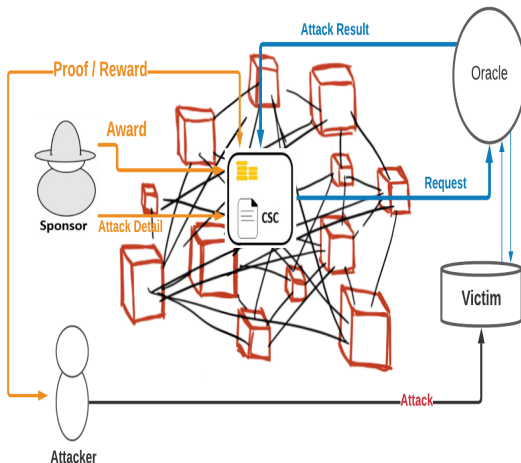 Attack Result
Oracle
Proof / Reward
Award
CSC
Request
Sponsor
Attack Detail
Victim
Attack
Attacker